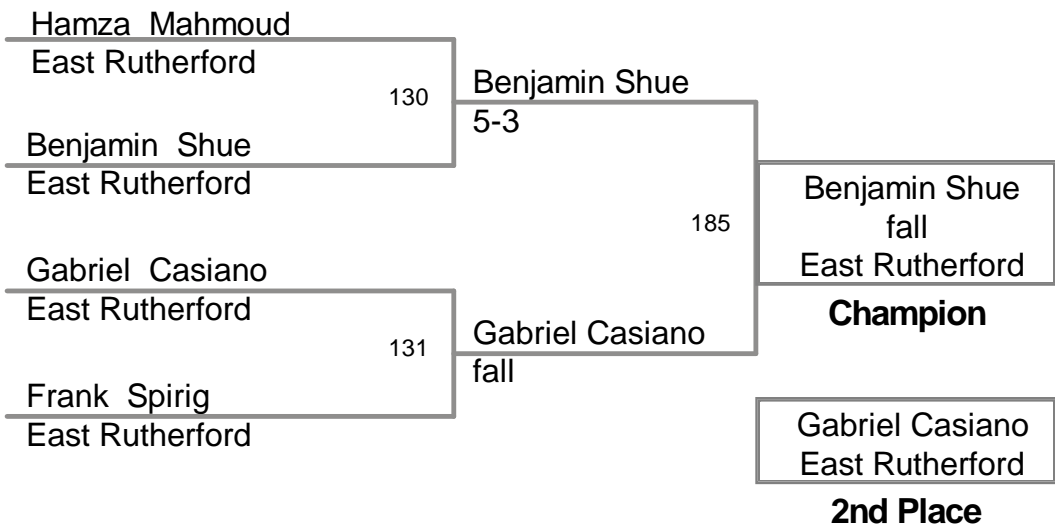 Hamza Mahmoud
East Rutherford
130
Benjamin Shue
5-3
Benjamin Shue
East Rutherford
185
Benjamin Shue
fall
East Rutherford
Champion
Gabriel Casiano
East Rutherford
131
Gabriel Casiano
fall
Frank Spirig
East Rutherford
Gabriel Casiano
East Rutherford
2nd Place